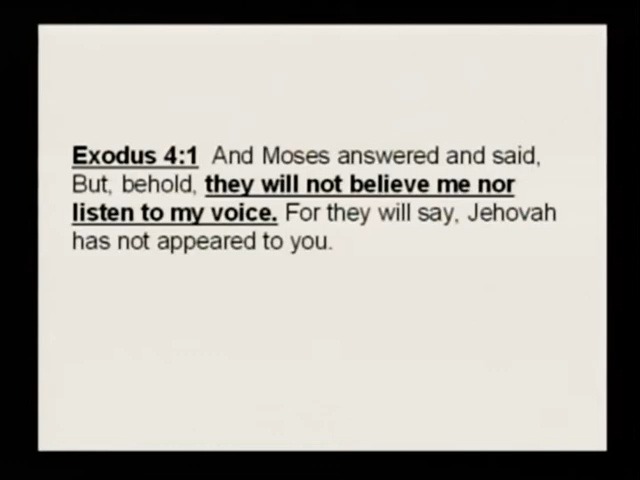 Exodus 4:1 And Moses answered and said,
But, behold, they will not believe me nor
listen to my voice. For they will say, Jehovah
has not appeared to you.